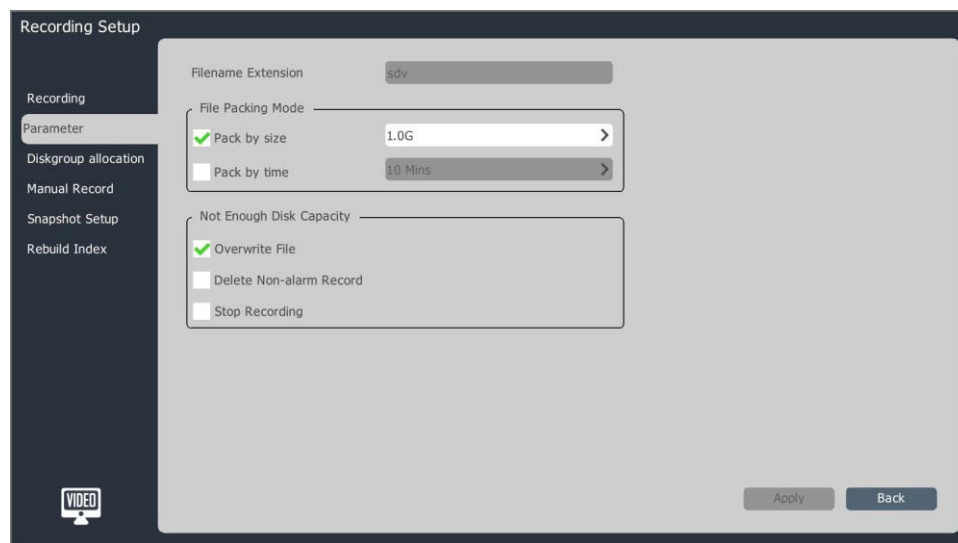 Recording Setup
Recording
Parameter
Diskgroup allocation
Manual Record
Snapshot Setup
Rebuild Index
VIDEO
Filename Extension sdv
File Packing Mode
Pack by size 1.0G
Pack by time 10 Mins
Not Enough Disk Capacity
Overwrite File
Delete Non-alarm Record
Stop Recording
Apply Back